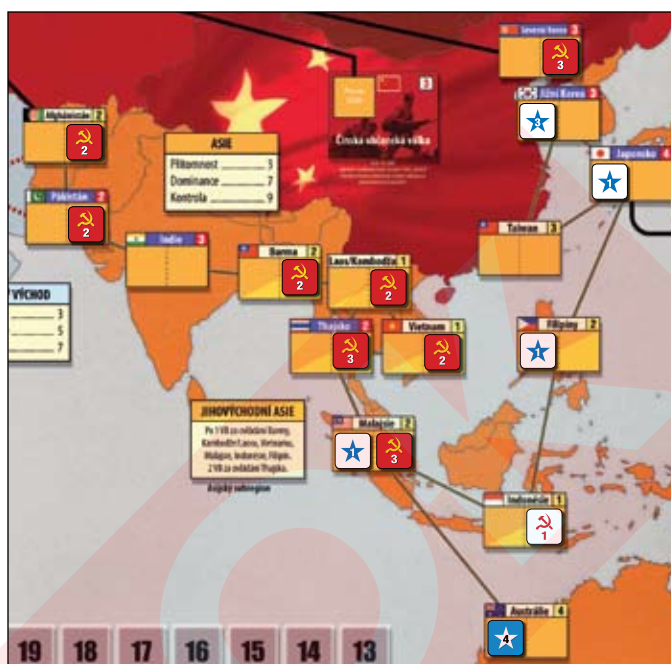 Severní Korea 3
3
Jižní Korea 3
3
3
Čínská občanská válka
Afghánistán 2
2
ASIE
Přítomnost 3
Dominance 7
Kontrola 9
Japonsko 4
1
Pákistán 2
2
Taiwan 3
Indie 3
Barma 2
2
Laos/Kambodža 1
2
VÝCHOD
3
5
7
Thajsko 2
3
Vietnam 1
2
Filipíny 2
1
JIHOVÝCHODNÍ ASIE
Po 1 VB za ovládání Barmy,
Kambodže/Laosu, Vietnamu,
Malajsie, Indonésie, Filipín.
2 VB za ovládání Thajska.
Asijský subregion
Malajsie 2
1
3
Indonésie 1
1
Austrálie 4
4
19 18 17 16 15 14 13